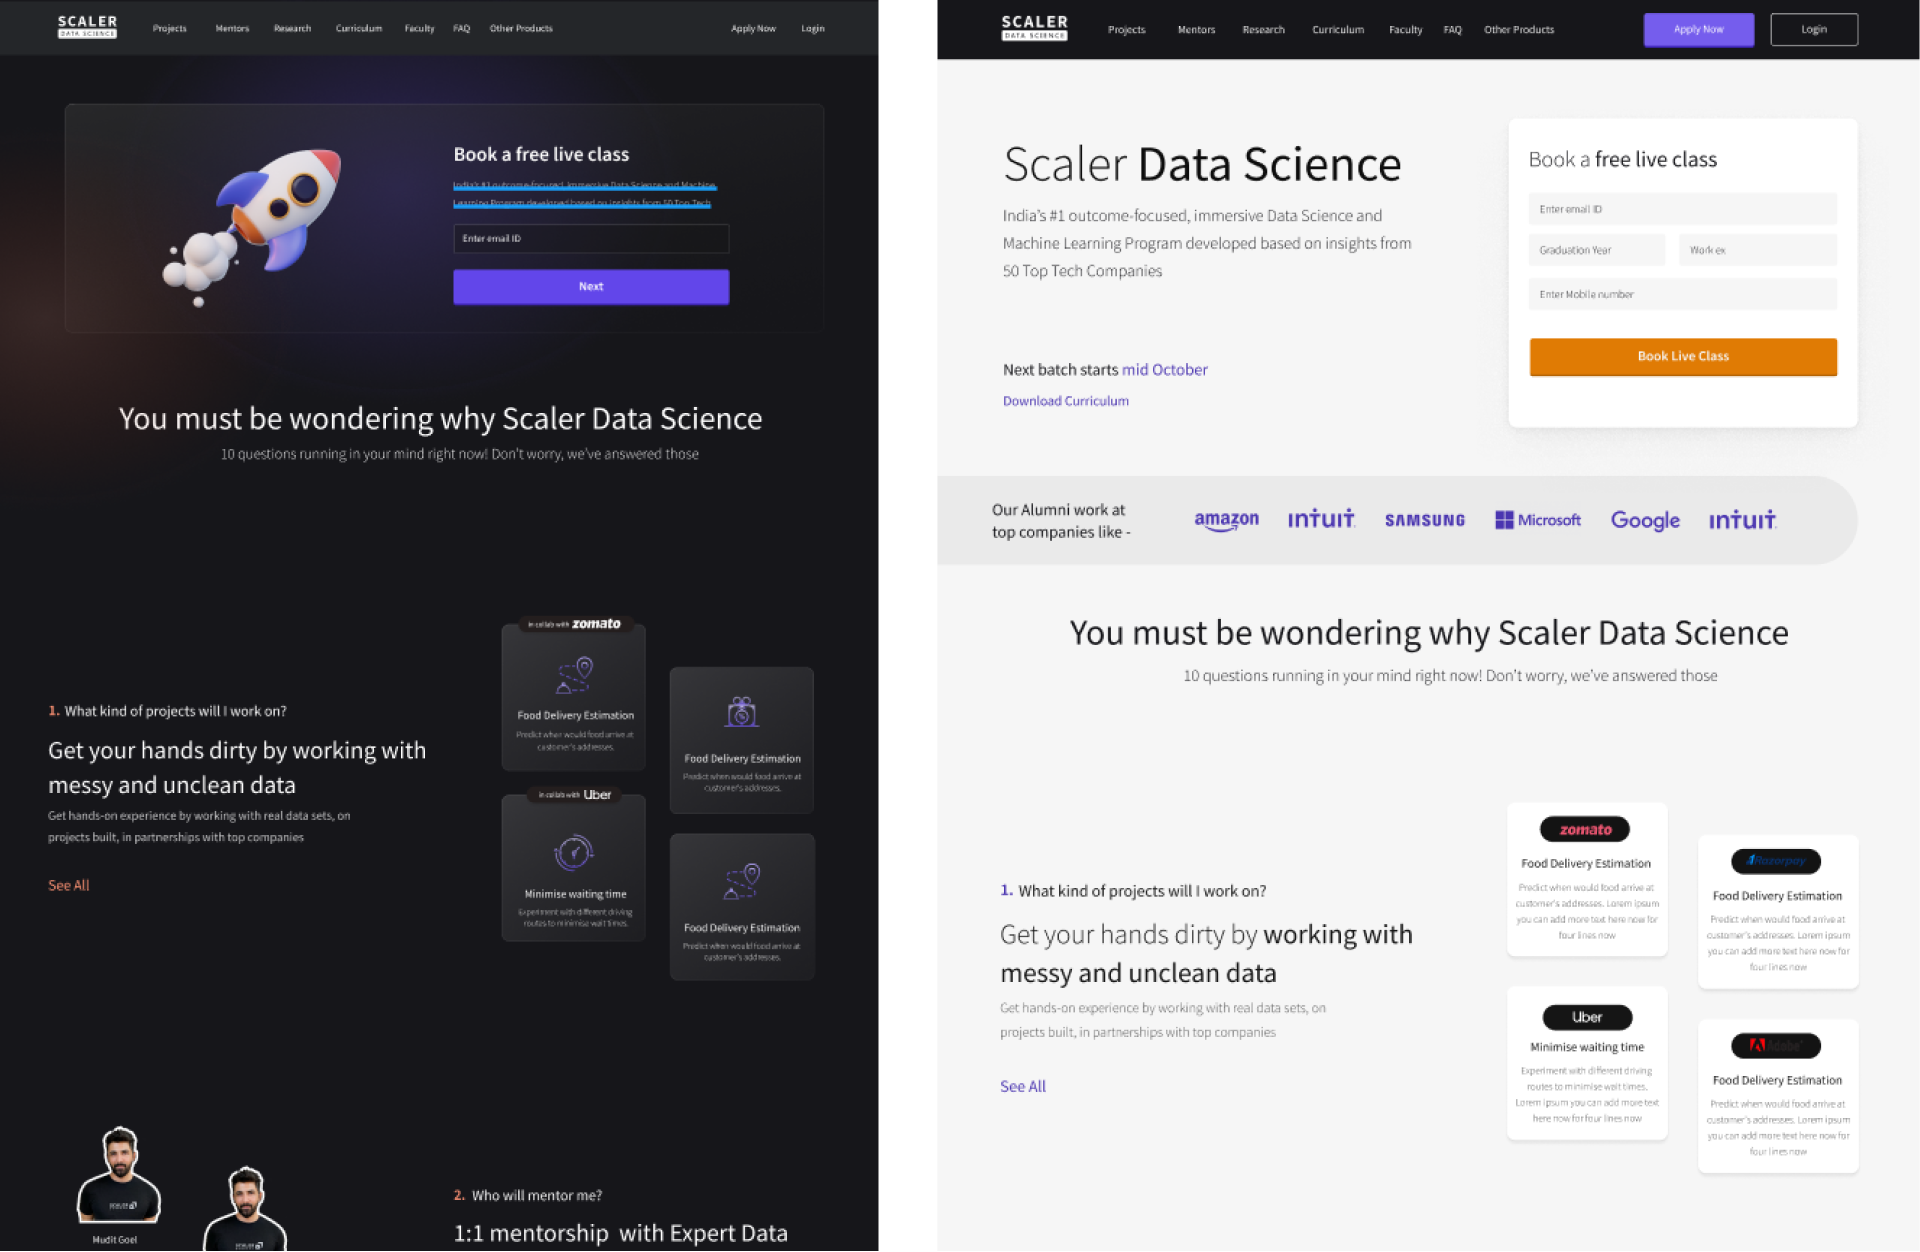 SCALER
DATA SCIENCE
Projects Mentors Research Curriculum Faculty FAQ Other Products Apply Now Login
Book a free live class
India's #1 outcome-focused, immersive Data Science and Machine
Learning Program developed based on insights from 50 Top Tech
Enter email ID
Next
You must be wondering why Scaler Data Science
10 questions running in your mind right now! Don't worry, we've answered those
1. What kind of projects will I work on?
Get your hands dirty by working with
messy and unclean data
Get hands-on experience by working with real data sets, on
projects built, in partnerships with top companies
See All
in collab with zomato
Food Delivery Estimation
Predict when would food arrive at
customer's addresses.
Food Delivery Estimation
Predict when would food arrive at
customer's addresses.
in collab with Uber
Minimise waiting time
Experiment with different driving
routes to minimise wait times.
Food Delivery Estimation
Predict when would food arrive at
customer's addresses.
SCALER
Mudit Goel
SCALER
2. Who will mentor me?
1:1 mentorship with Expert Data
SCALER
DATA SCIENCE
Projects Mentors Research Curriculum Faculty FAQ Other Products Apply Now Login
Scaler Data Science
India's #1 outcome-focused, immersive Data Science and
Machine Learning Program developed based on insights from
50 Top Tech Companies
Next batch starts mid October
Download Curriculum
Book a free live class
Enter email ID
Graduation Year Work ex
Enter Mobile number
Book Live Class
Our Alumni work at
top companies like -
amazon intuit SAMSUNG Microsoft Google intuit
You must be wondering why Scaler Data Science
10 questions running in your mind right now! Don't worry, we've answered those
1. What kind of projects will I work on?
Get your hands dirty by working with
messy and unclean data
Get hands-on experience by working with real data sets, on
projects built, in partnerships with top companies
See All
zomato
Food Delivery Estimation
Predict when would food arrive at
customer's addresses. Lorem ipsum
you can add more text here now for
four lines now
Razorpay
Food Delivery Estimation
Predict when would food arrive at
customer's addresses. Lorem ipsum
you can add more text here now for
four lines now
Uber
Minimise waiting time
Experiment with different driving
routes to minimise wait times.
Lorem ipsum you can add more text
here now for four lines now
Adobe
Food Delivery Estimation
Predict when would food arrive at
customer's addresses. Lorem ipsum
you can add more text here now for
four lines now